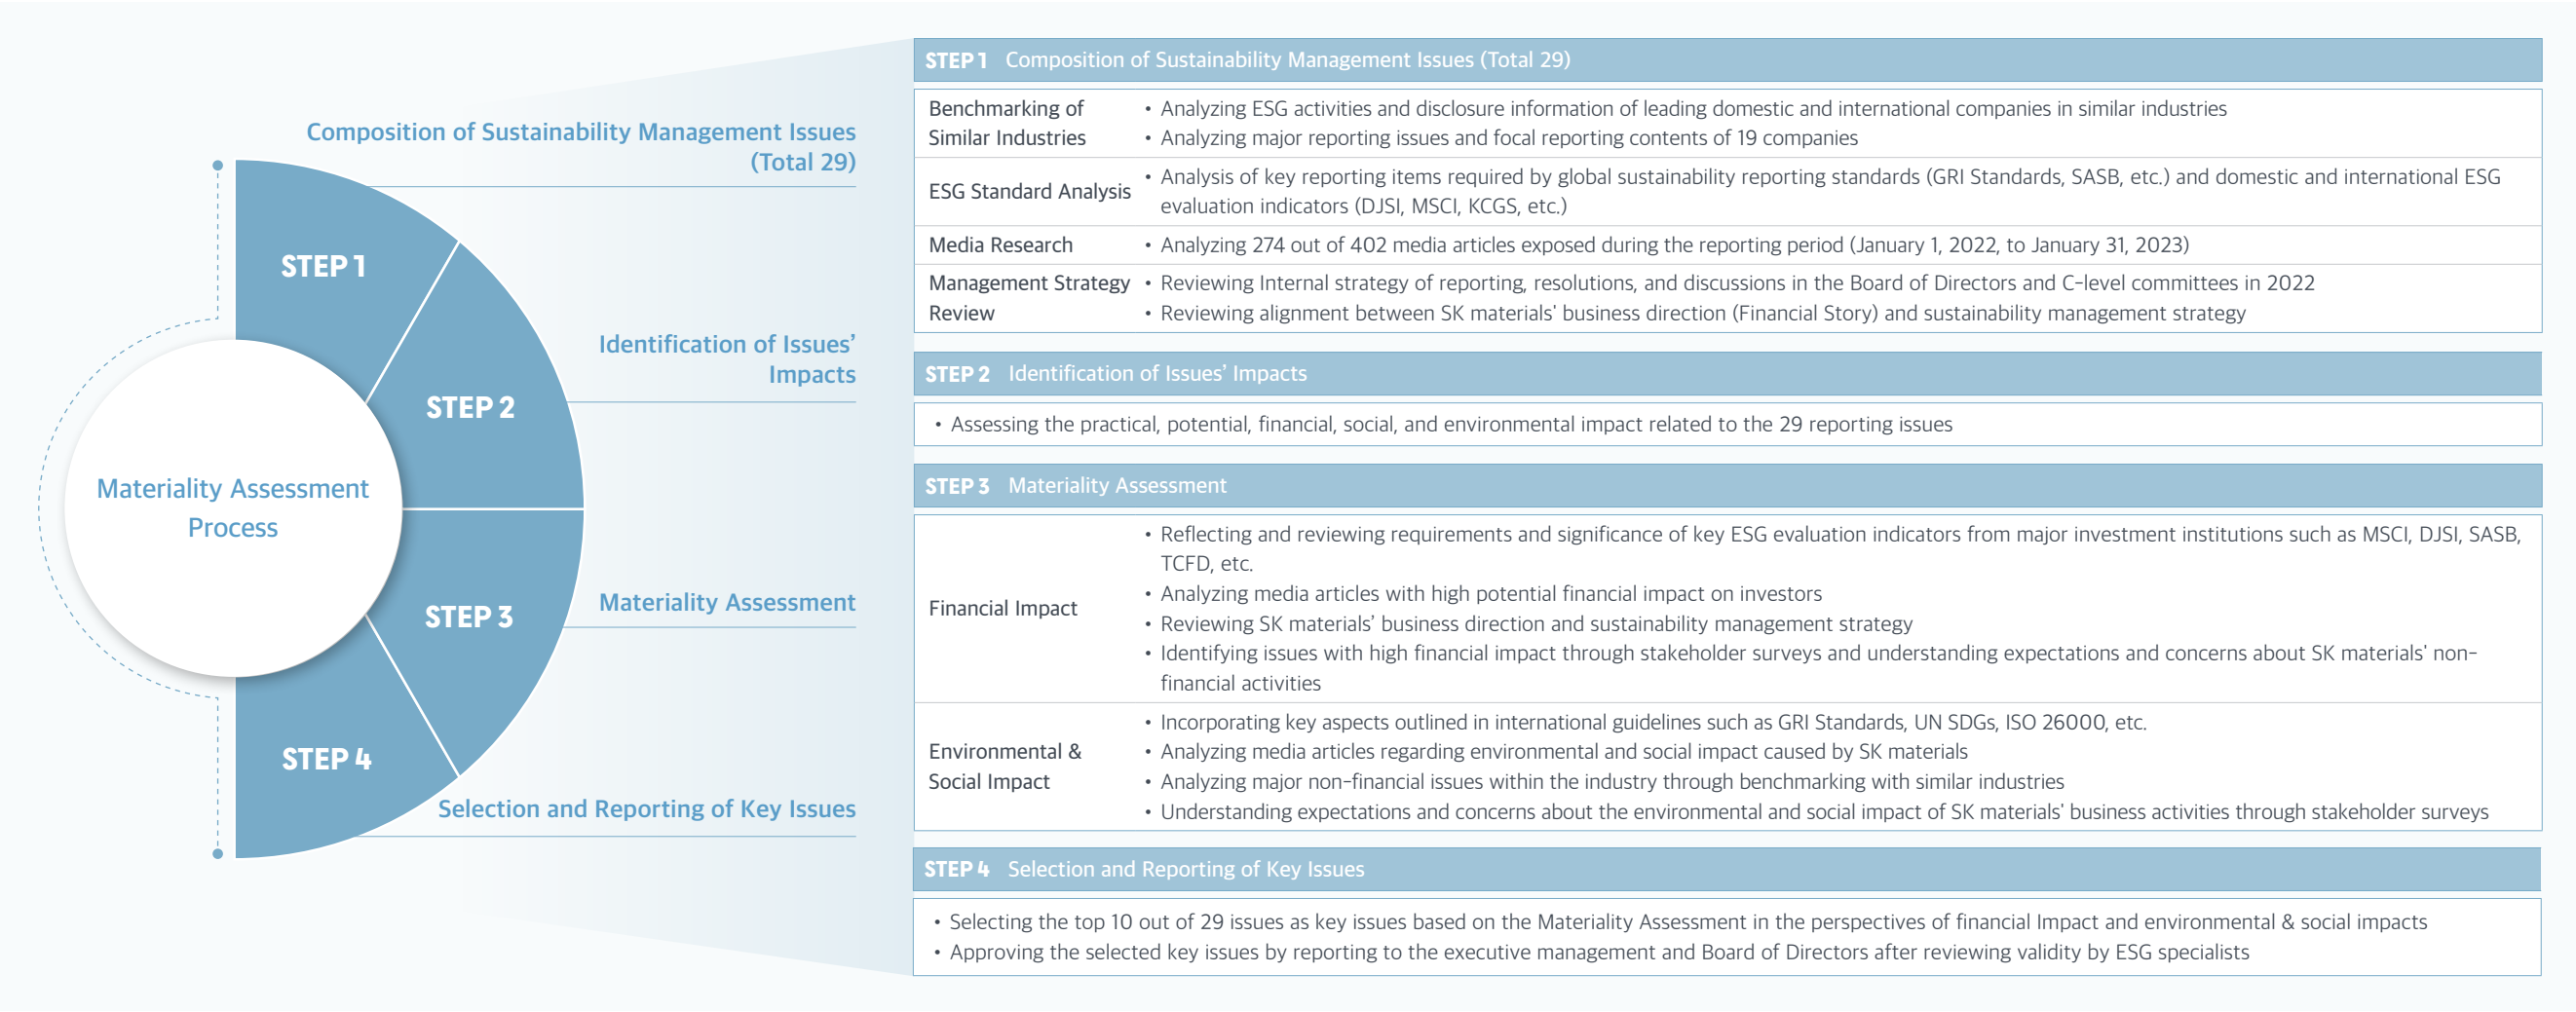 Composition of Sustainability Management Issues
(Total 29)
STEP 1
Identification of Issues’
Impacts
STEP 2
Materiality Assessment
Process
Materiality Assessment
STEP 3
STEP 4
Selection and Reporting of Key Issues
STEP 1 Composition of Sustainability Management Issues (Total 29)
Benchmarking of
Similar Industries
• Analyzing ESG activities and disclosure information of leading domestic and international companies in similar industries
• Analyzing major reporting issues and focal reporting contents of 19 companies
ESG Standard Analysis
• Analysis of key reporting items required by global sustainability reporting standards (GRI Standards, SASB, etc.) and domestic and international ESG
evaluation indicators (DJSI, MSCI, KCGS, etc.)
Media Research
• Analyzing 274 out of 402 media articles exposed during the reporting period (January 1, 2022, to January 31, 2023)
Management Strategy
Review
• Reviewing Internal strategy of reporting, resolutions, and discussions in the Board of Directors and C-level committees in 2022
• Reviewing alignment between SK materials' business direction (Financial Story) and sustainability management strategy
STEP 2 Identification of Issues’ Impacts
• Assessing the practical, potential, financial, social, and environmental impact related to the 29 reporting issues
STEP 3 Materiality Assessment
Financial Impact
• Reflecting and reviewing requirements and significance of key ESG evaluation indicators from major investment institutions such as MSCI, DJSI, SASB,
TCFD, etc.
• Analyzing media articles with high potential financial impact on investors
• Reviewing SK materials’ business direction and sustainability management strategy
• Identifying issues with high financial impact through stakeholder surveys and understanding expectations and concerns about SK materials' non-
financial activities
Environmental &
Social Impact
• Incorporating key aspects outlined in international guidelines such as GRI Standards, UN SDGs, ISO 26000, etc.
• Analyzing media articles regarding environmental and social impact caused by SK materials
• Analyzing major non-financial issues within the industry through benchmarking with similar industries
• Understanding expectations and concerns about the environmental and social impact of SK materials' business activities through stakeholder surveys
STEP 4 Selection and Reporting of Key Issues
• Selecting the top 10 out of 29 issues as key issues based on the Materiality Assessment in the perspectives of financial Impact and environmental & social impacts
• Approving the selected key issues by reporting to the executive management and Board of Directors after reviewing validity by ESG specialists